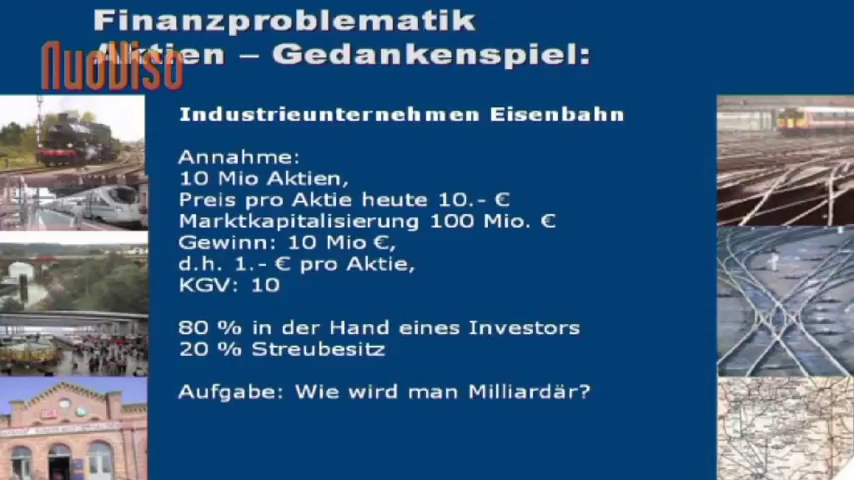 Finanzproblematik
Aktien – Gedankenspiel:
NuoViso
Industrieunternehmen Eisenbahn
Annahme:
10 Mio Aktien,
Preis pro Aktie heute 10.- €
Marktkapitalisierung 100 Mio. €
Gewinn: 10 Mio €,
d.h. 1.- € pro Aktie,
KGV: 10
80 % in der Hand eines Investors
20 % Streubesitz
Aufgabe: Wie wird man Milliardär?